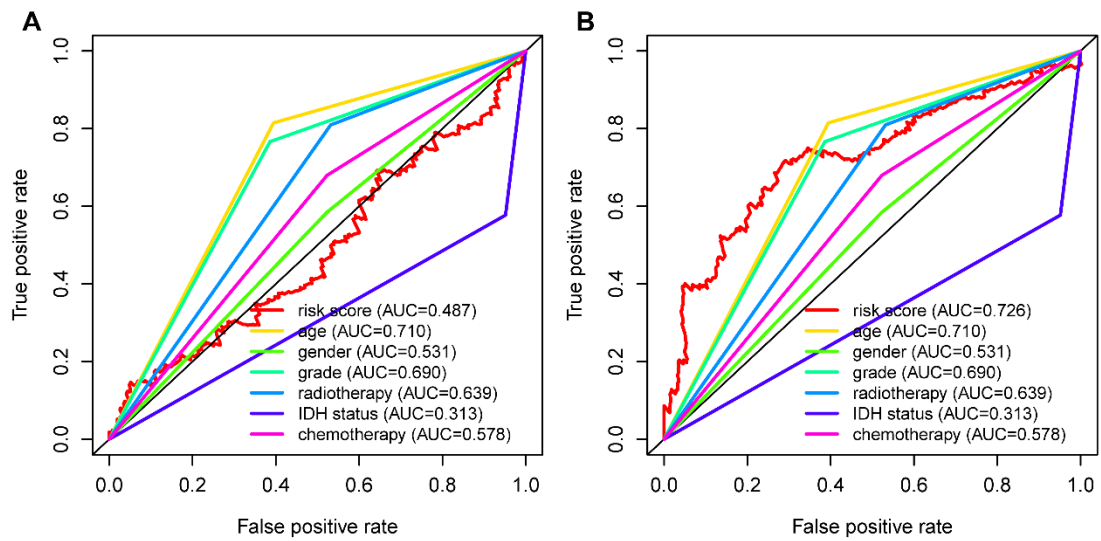 A
True positive rate
0.0 0.2 0.4 0.6 0.8 1.0
risk score (AUC=0.487)
age (AUC=0.710)
gender (AUC=0.531)
grade (AUC=0.690)
radiotherapy (AUC=0.639)
IDH status (AUC=0.313)
chemotherapy (AUC=0.578)
0.0 0.2 0.4 0.6 0.8 1.0
False positive rate
B
True positive rate
0.0 0.2 0.4 0.6 0.8 1.0
risk score (AUC=0.726)
age (AUC=0.710)
gender (AUC=0.531)
grade (AUC=0.690)
radiotherapy (AUC=0.639)
IDH status (AUC=0.313)
chemotherapy (AUC=0.578)
0.0 0.2 0.4 0.6 0.8 1.0
False positive rate